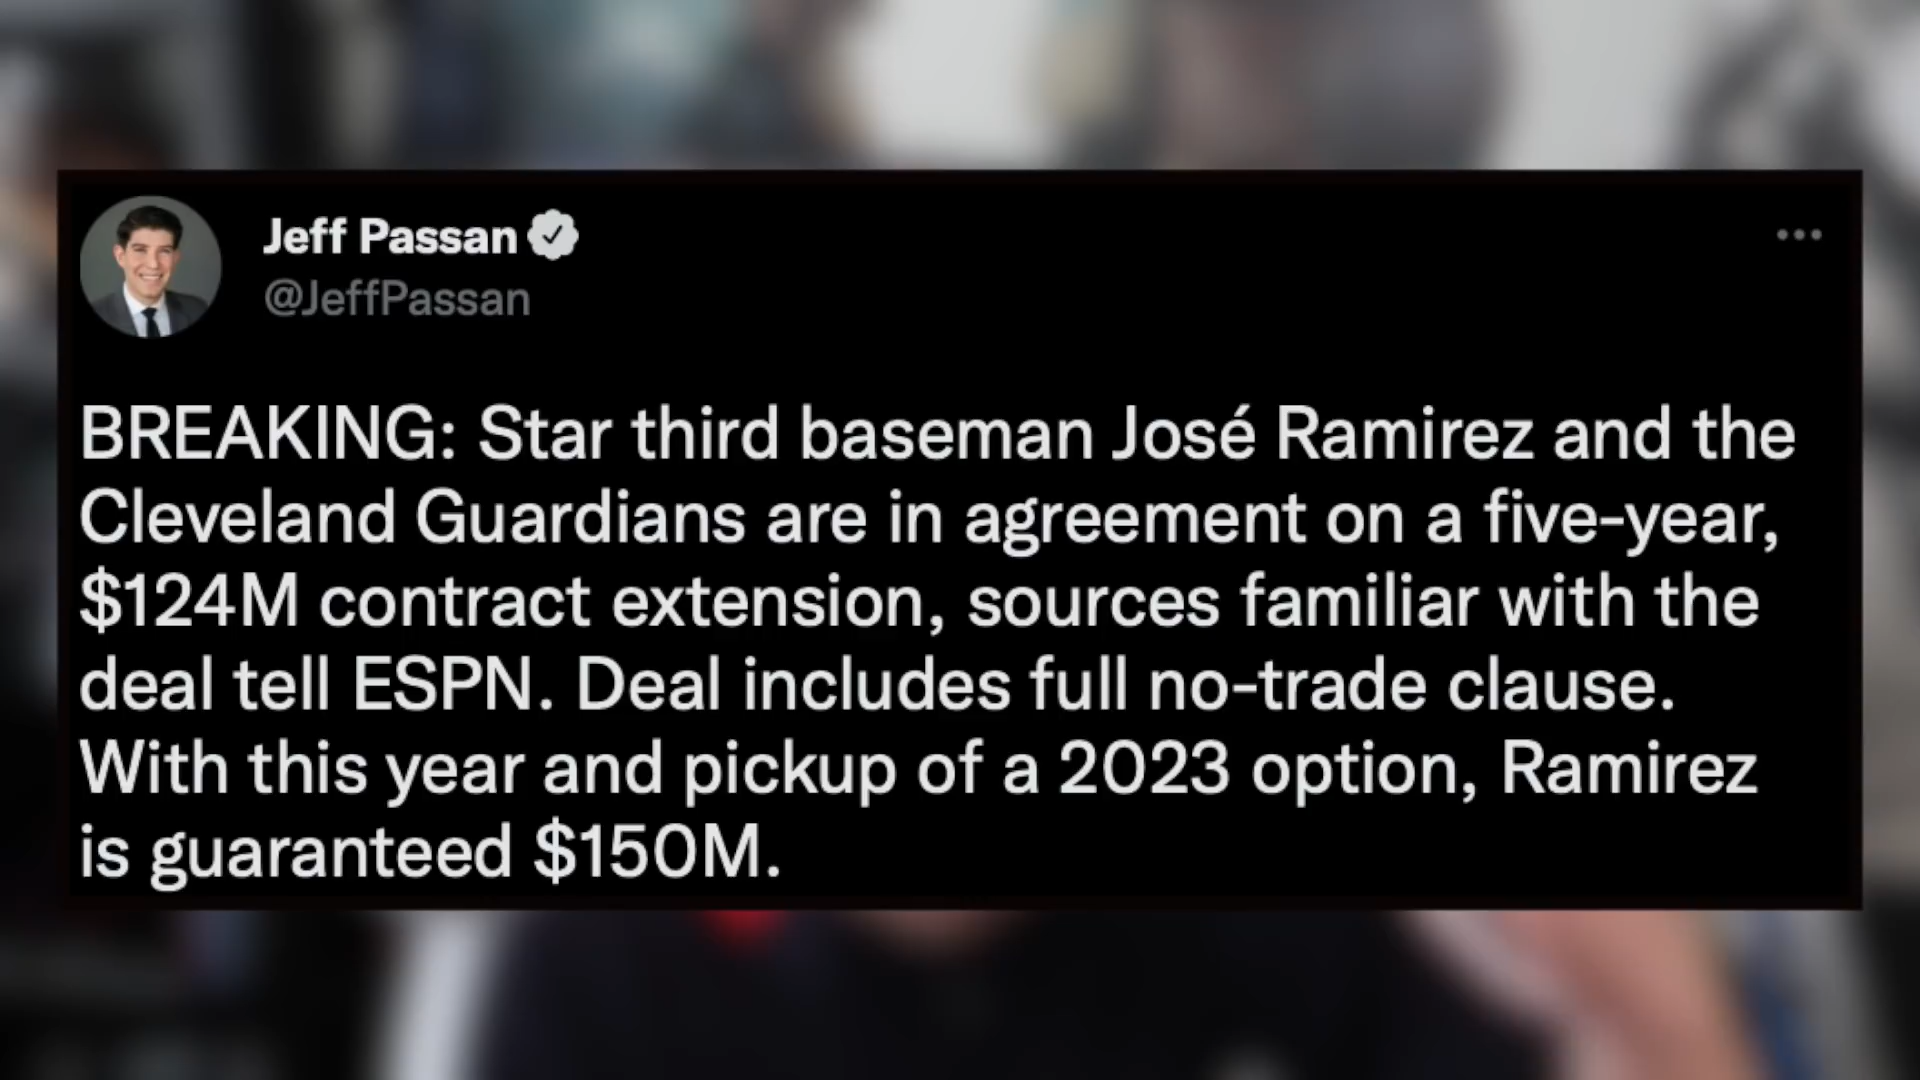 Jeff Passan
@JeffPassan
BREAKING: Star third baseman José Ramirez and the
Cleveland Guardians are in agreement on a five-year,
$124M contract extension, sources familiar with the
deal tell ESPN. Deal includes full no-trade clause.
With this year and pickup of a 2023 option, Ramirez
is guaranteed $150M.